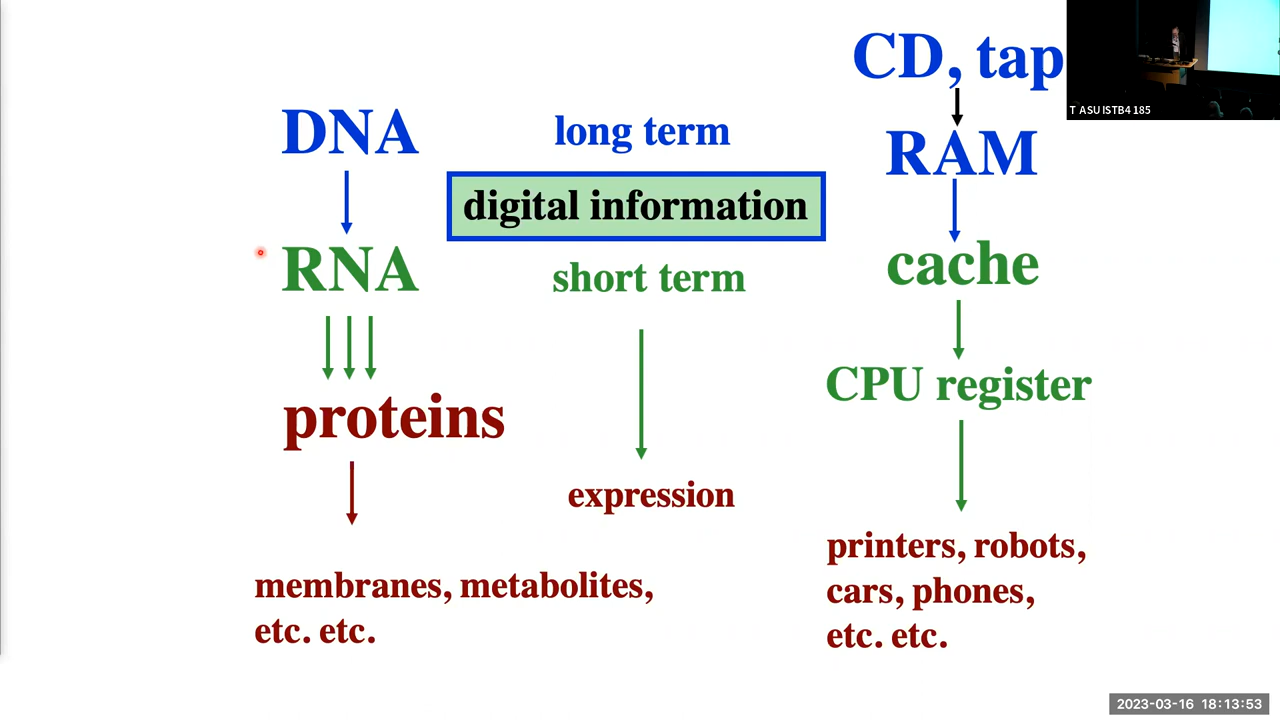 CD, tap
DNA
long term
RAM
digital information
RNA
short term
cache
CPU register
proteins
expression
membranes, metabolites,
etc. etc.
printers, robots,
cars, phones,
etc. etc.
T ASU ISTB4 185
2023-03-16 18:13:53